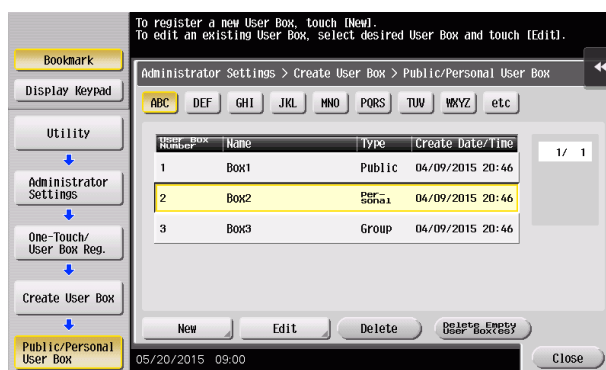 To register a new User Box, touch [New].
To edit an existing User Box, select desired User Box and touch [Edit].
Bookmark
Display Keypad
Utility
Administrator
Settings
One-Touch/
User Box Reg.
Create User Box
Public/Personal
User Box
Administrator Settings > Create User Box > Public/Personal User Box
ABC DEF GHI JKL MNO PQRS TUV WXYZ etc
User Box
Number Name Type Create Date/Time
1/ 1
1 Box1 Public 04/09/2015 20:46
2 Box2 Per-
sonal 04/09/2015 20:46
3 Box3 Group 04/09/2015 20:46
New Edit Delete Delete Empty
User Box(es)
05/20/2015 09:00 Close